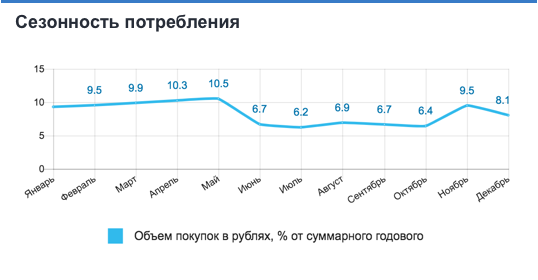 Сезонность потребления
15
10
5
0
9.5
9.9
10.3
10.5
6.7
6.2
6.9
6.7
6.4
9.5
8.1
Январь
Февраль
Март
Апрель
Май
Июнь
Июль
Август
Сентябрь
Октябрь
Ноябрь
Декабрь
Объем покупок в рублях, % от суммарного годового